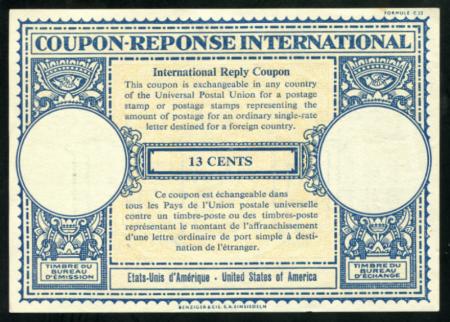 FORMULE C 22
COUPON-REPONSE INTERNATIONAL
International Reply Coupon
This coupon is exchangeable in any country
of the Universal Postal Union for a postage
stamp or postage stamps representing the
amount of postage for an ordinary single-rate
letter destined for a foreign country.
13 CENTS
Ce coupon est échangeable dans
tous les Pays de l'Union postale universelle
contre un timbre-poste ou des timbres-poste
représentant le montant de l'affranchissement
d'une lettre ordinaire de port simple à desti-
nation de l'étranger.
TIMBRE DU
BUREAU
D'ÉMISSION
TIMBRE DU
BUREAU
D'ÉCHANGE
Etats-Unis d'Amérique - United States of America
BENZIGER & CIE. S.A. EINSIEDELN